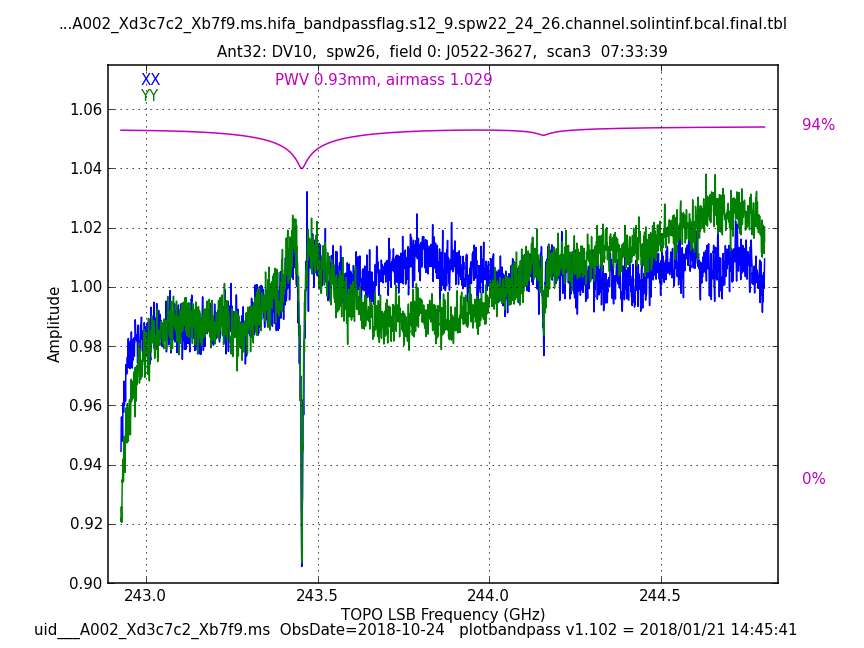 ...A002_Xd3c7c2_Xb7f9.ms.hifa_bandpassflag.s12_9.spw22_24_26.channel.solintinf.bcal.final.tbl
Ant32: DV10, spw26, field 0: J0522-3627, scan3 07:33:39
XX
YY
PWV 0.93mm, airmass 1.029
94%
0%
1.06
1.04
1.02
1.00
0.98
0.96
0.94
0.92
0.90
Amplitude
243.0
243.5
244.0
244.5
TOPO LSB Frequency (GHz)
uid___A002_Xd3c7c2_Xb7f9.ms ObsDate=2018-10-24 plotbandpass v1.102 = 2018/01/21 14:45:41